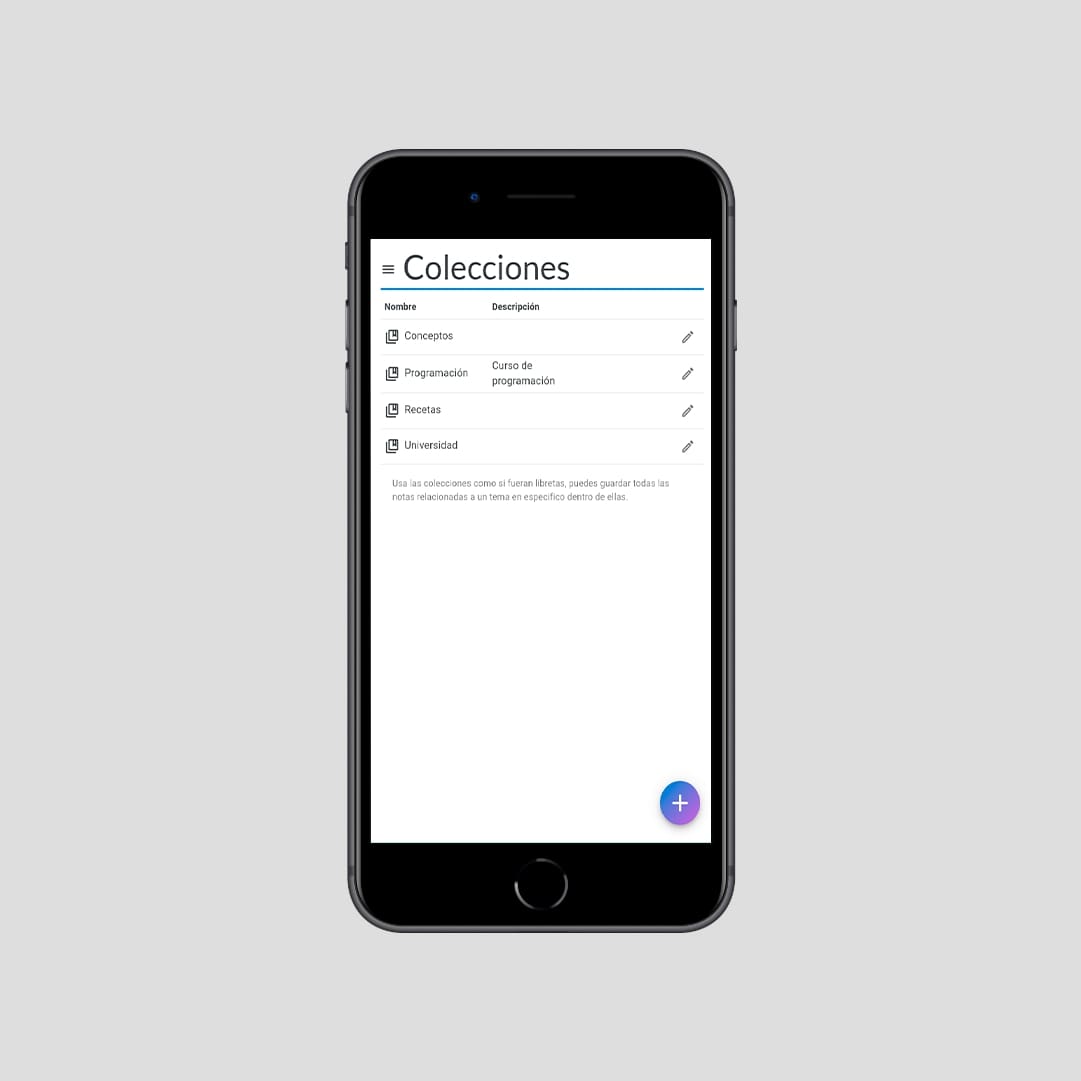 Colecciones
Nombre Descripción
Conceptos
Programación Curso de
programación
Recetas
Universidad
Usa las colecciones como si fueran libretas, puedes guardar todas las
notas relacionadas a un tema en especifico dentro de ellas.